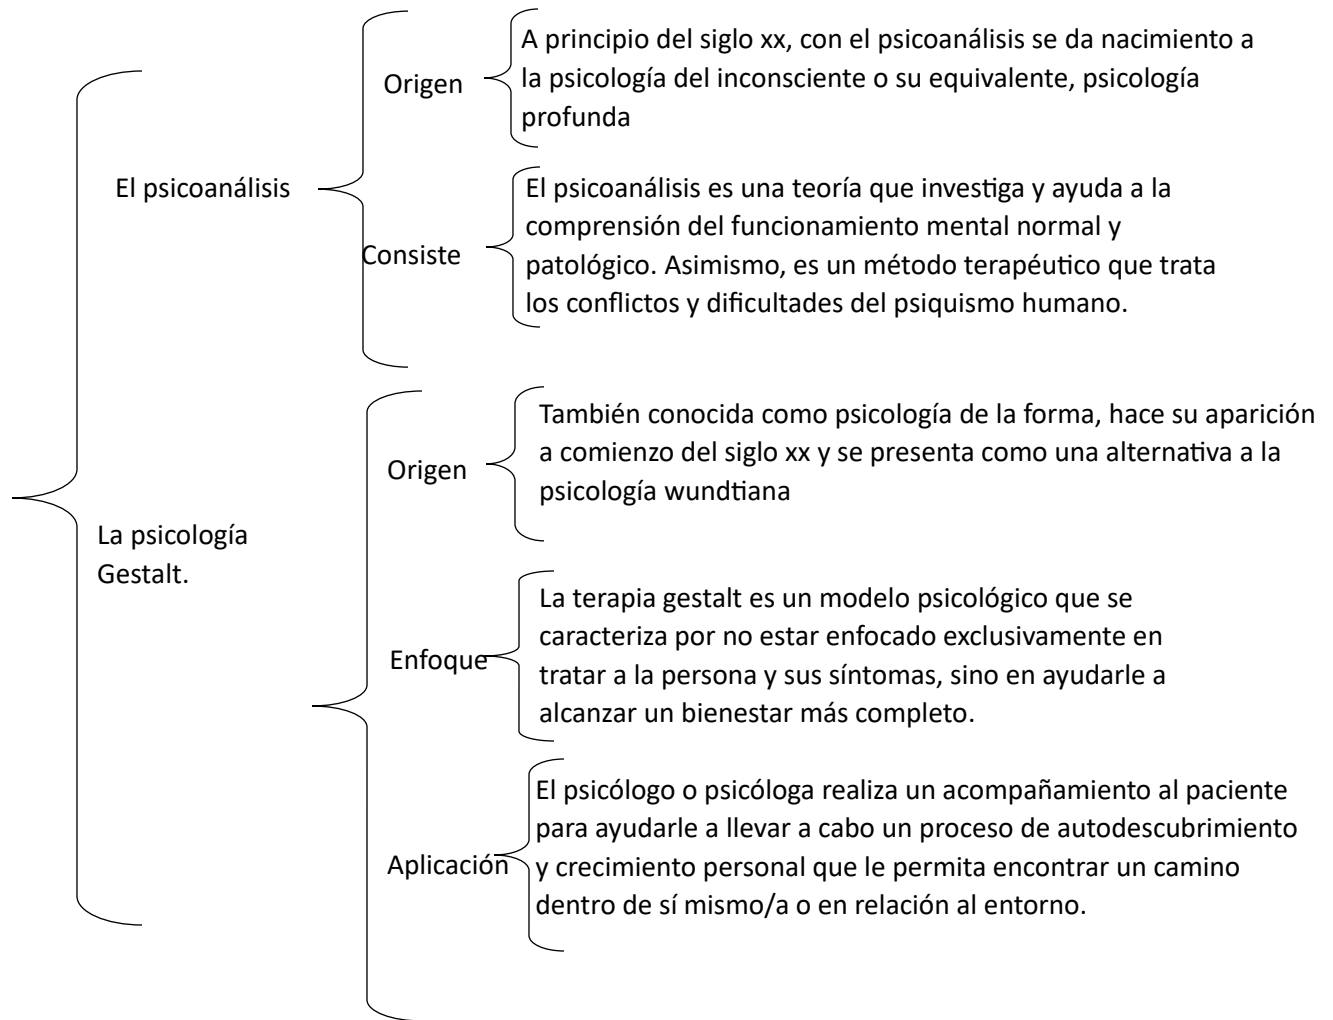 A principio del siglo xx, con el psicoanálisis se da nacimiento a
la psicología del inconsciente o su equivalente, psicología
profunda
Origen
El psicoanálisis
El psicoanálisis es una teoría que investiga y ayuda a la
comprensión del funcionamiento mental normal y
patológico. Asimismo, es un método terapéutico que trata
los conflictos y dificultades del psiquismo humano.
Consiste
También conocida como psicología de la forma, hace su aparición
a comienzo del siglo xx y se presenta como una alternativa a la
psicología wundtiana
Origen
La psicología
Gestalt.
La terapia gestalt es un modelo psicológico que se
caracteriza por no estar enfocado exclusivamente en
tratar a la persona y sus síntomas, sino en ayudarle a
alcanzar un bienestar más completo.
Enfoque
El psicólogo o psicóloga realiza un acompañamiento al paciente
para ayudarle a llevar a cabo un proceso de autodescubrimiento
y crecimiento personal que le permita encontrar un camino
dentro de sí mismo/a o en relación al entorno.
Aplicación